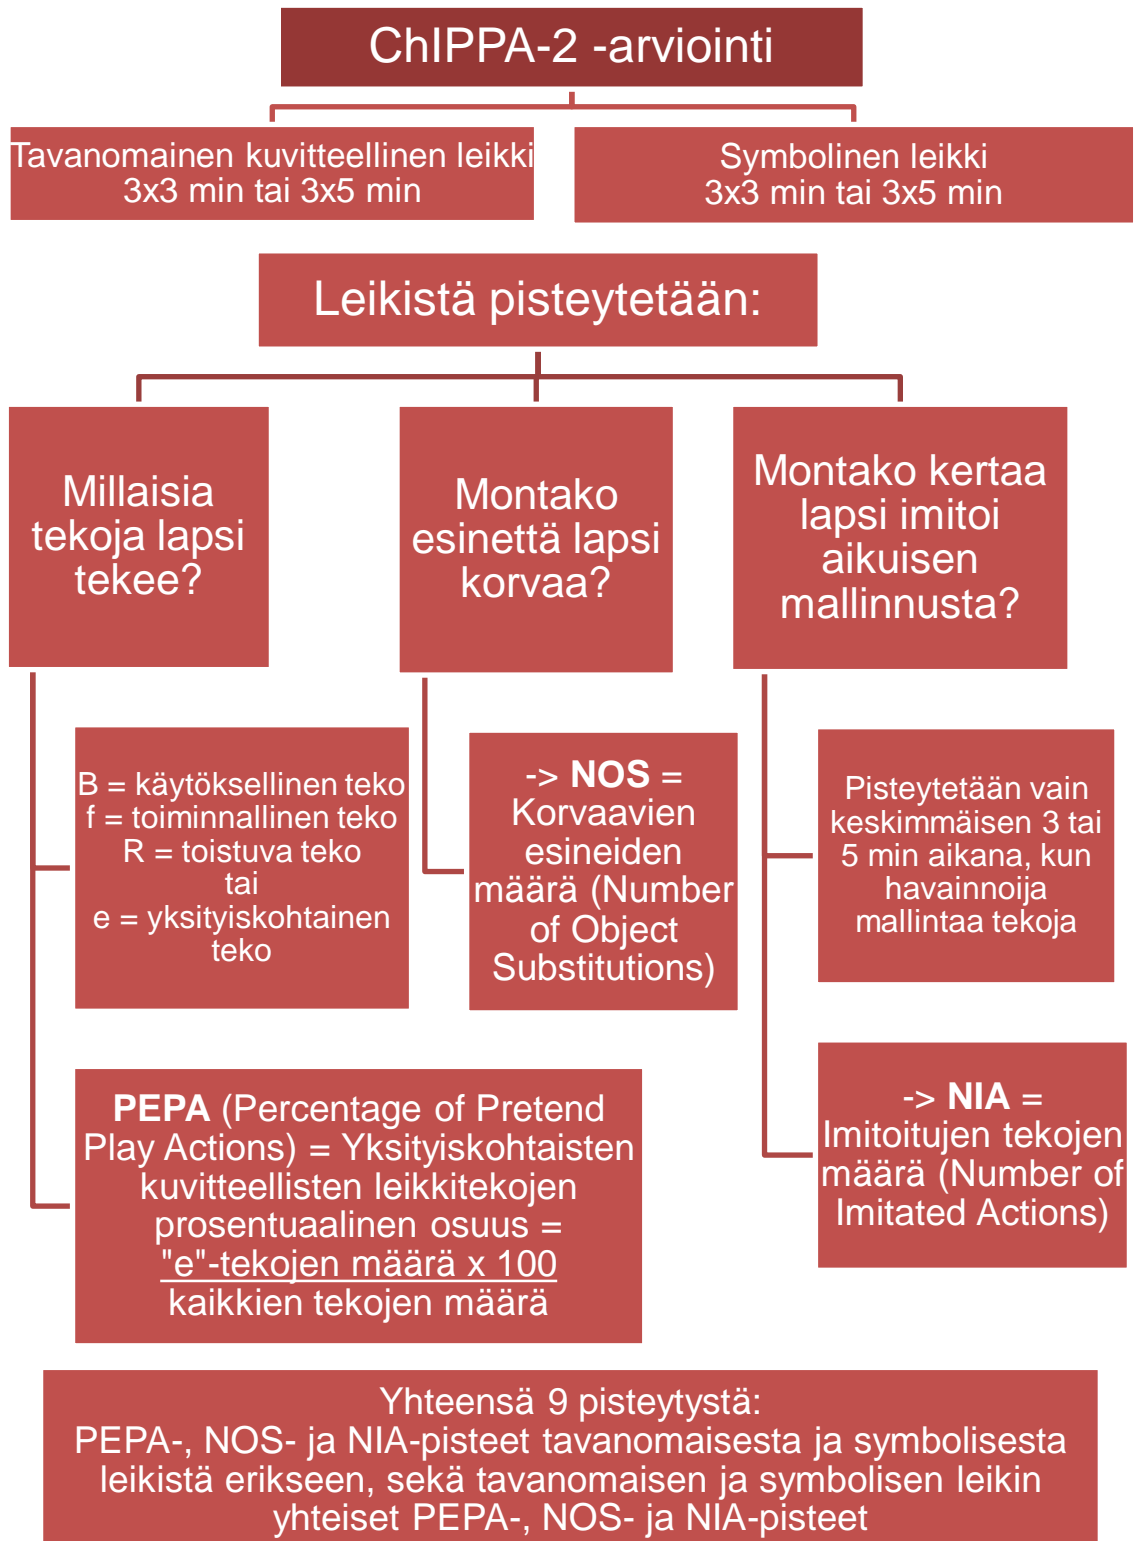 ChIPPA-2 -arviointi
Tavanomainen kuvitteellinen leikki
3x3 min tai 3x5 min
Symbolinen leikki
3x3 min tai 3x5 min
Leikistä pisteytetään:
Millaisia
tekoja lapsi
tekee?
Montako
esinettä lapsi
korvaa?
Montako kertaa
lapsi imitoi
aikuisen
mallinnusta?
B = käytöksellinen teko
f = toiminnallinen teko
R = toistuva teko
tai
e = yksityiskohtainen
teko
-> NOS =
Korvaavien
esineiden
määrä (Number
of Object
Substitutions)
Pisteytetään vain
keskimmäisen 3 tai
5 min aikana, kun
havainnoija
mallintaa tekoja
PEPA (Percentage of Pretend
Play Actions) = Yksityiskohtaisten
kuvitteellisten leikkitekojen
prosentuaalinen osuus =
"e"-tekojen määrä x 100
kaikkien tekojen määrä
-> NIA =
Imitoitujen tekojen
määrä (Number of
Imitated Actions)
Yhteensä 9 pisteytystä:
PEPA-, NOS- ja NIA-pisteet tavanomaisesta ja symbolisesta
leikistä erikseen, sekä tavanomaisen ja symbolisen leikin
yhteiset PEPA-, NOS- ja NIA-pisteet